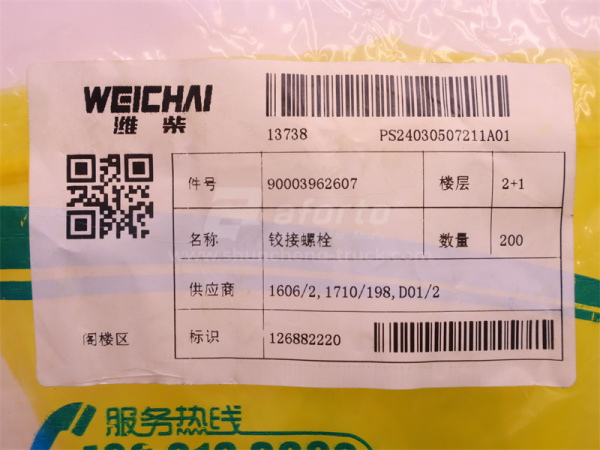 WEICHAI
潍柴
13738 PS24030507211A01
件号 90003962607 楼层 2+1
aforto
名称 铰接螺栓 数量 200
供应商 1606/2,1710/198,D01/2
阁楼区 标识 126882220
服务热线